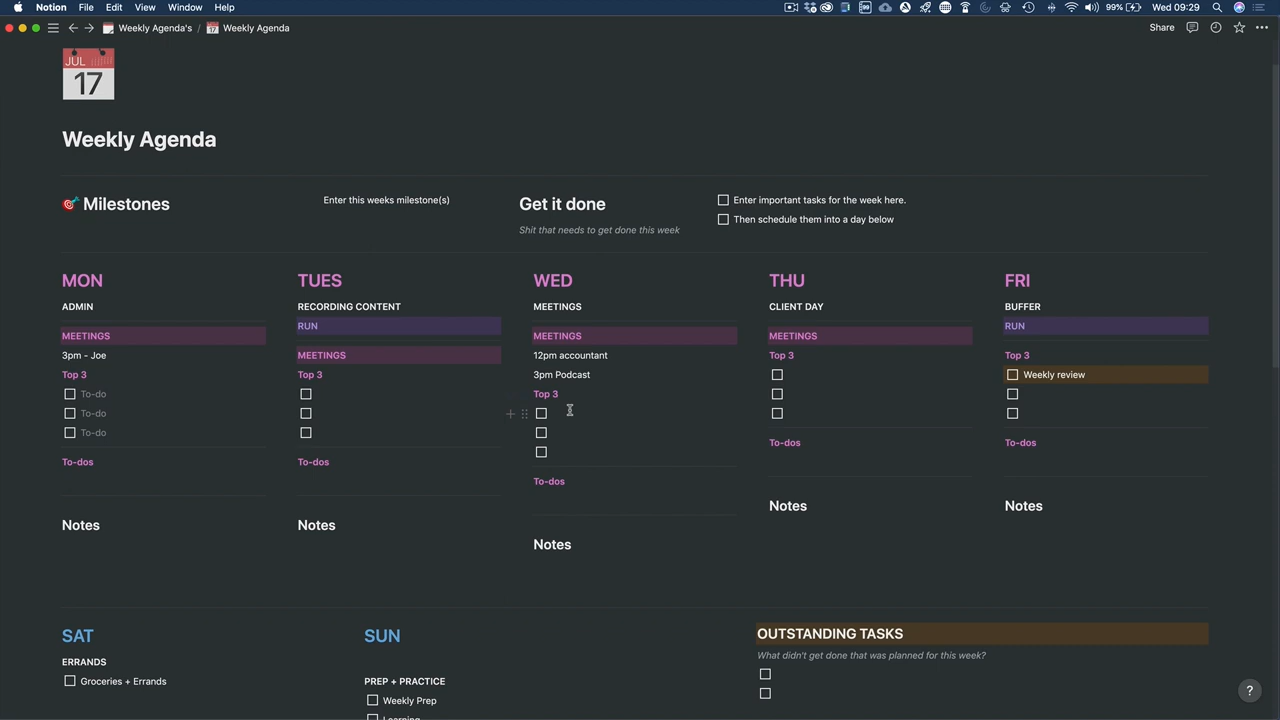 Notion File Edit View Window Help 99% Wed 09:29
Weekly Agenda's / Weekly Agenda Share
JUL
17
Weekly Agenda
Milestones
Enter this weeks milestone(s)
Get it done
Shit that needs to get done this week
Enter important tasks for the week here.
Then schedule them into a day below
MON
ADMIN
MEETINGS
3pm - Joe
Top 3
To-do
To-do
To-do
To-dos
Notes
TUES
RECORDING CONTENT
RUN
MEETINGS
Top 3
To-dos
Notes
WED
MEETINGS
MEETINGS
12pm accountant
3pm Podcast
Top 3
To-dos
Notes
THU
CLIENT DAY
MEETINGS
Top 3
To-dos
Notes
FRI
BUFFER
RUN
Top 3
Weekly review
To-dos
Notes
SAT
ERRANDS
Groceries + Errands
SUN
PREP + PRACTICE
Weekly Prep
Learning
OUTSTANDING TASKS
What didn't get done that was planned for this week?
?